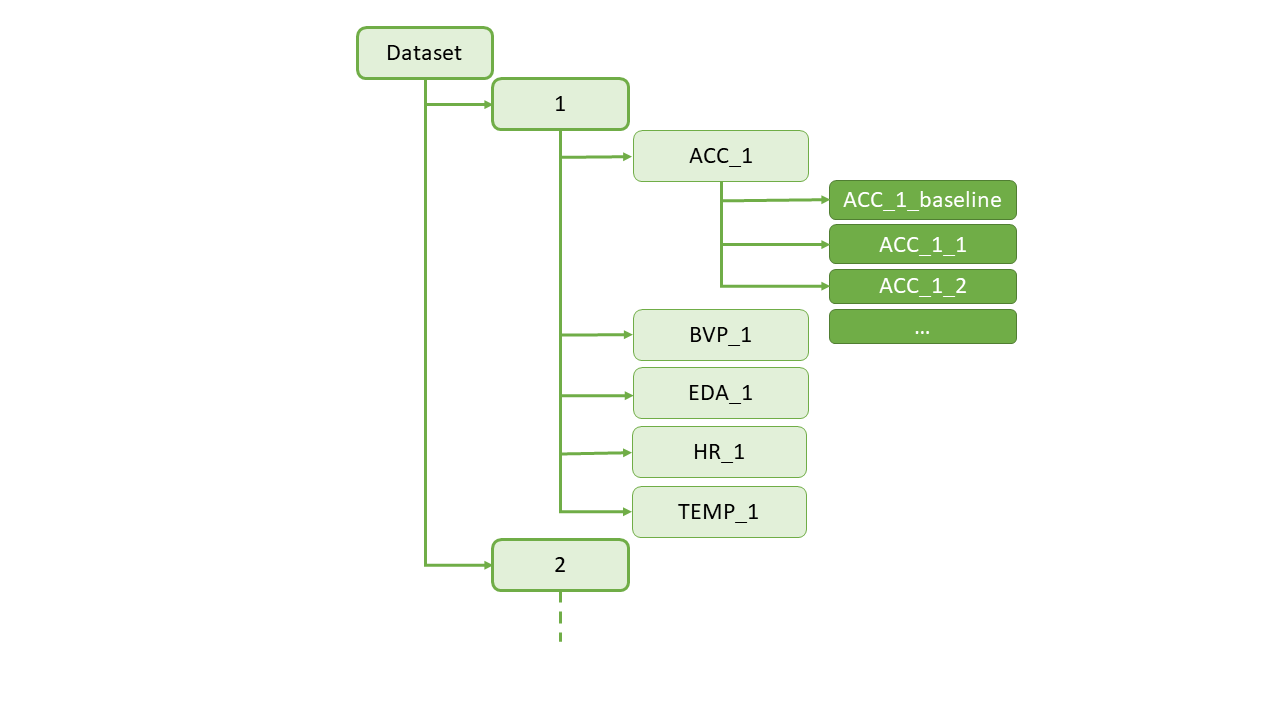 Dataset
1
ACC_1
ACC_1_baseline
ACC_1_1
ACC_1_2
...
BVP_1
EDA_1
HR_1
TEMP_1
2